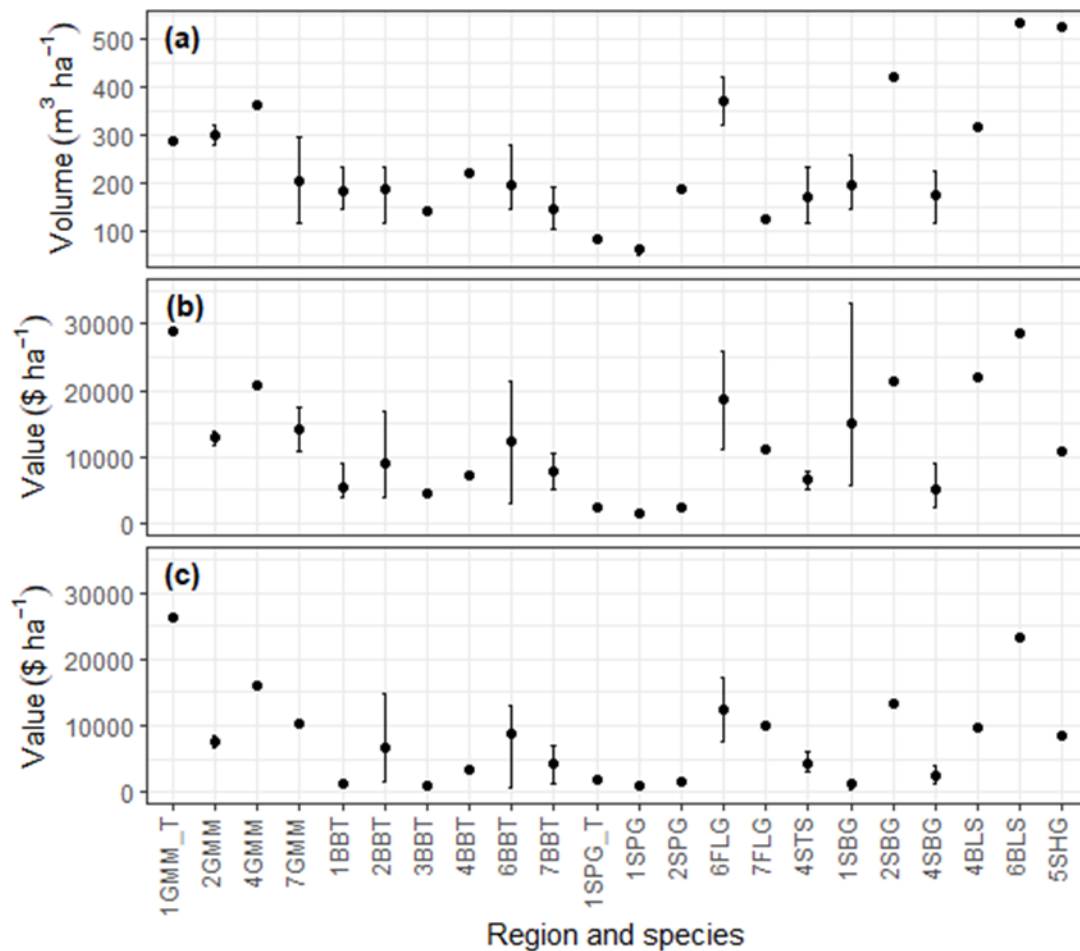 (a)
Volume (m³ ha⁻¹)
500
400
300
200
100
(b)
Value ($ ha⁻¹)
30000
20000
10000
0
(c)
Value ($ ha⁻¹)
30000
20000
10000
0
1GMM_T
2GMM
4GMM
7GMM
1BBT
2BBT
3BBT
4BBT
6BBT
7BBT
1SPG_T
1SPG
2SPG
6FLG
7FLG
4STS
1SBG
2SBG
4SBG
4BLS
6BLS
5SHG
Region and species